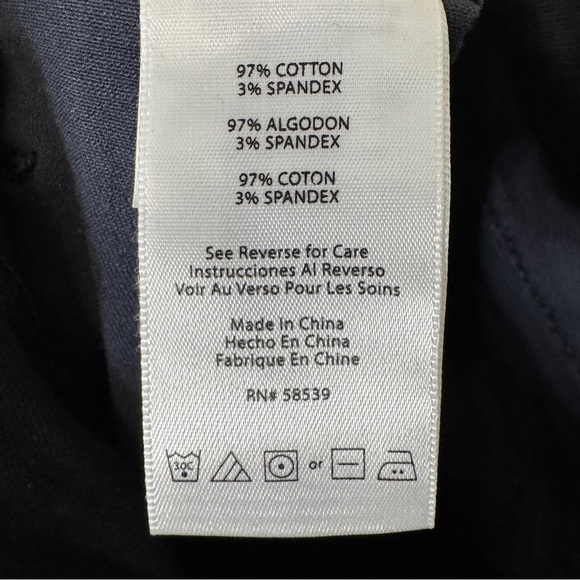 97% COTTON
3% SPANDEX
97% ALGODON
3% SPANDEX
97% COTON
3% SPANDEX
See Reverse for Care
Instrucciones Al Reverso
Voir Au Verso Pour Les Soins
Made In China
Hecho En China
Fabrique En Chine
RN# 58539
30C or